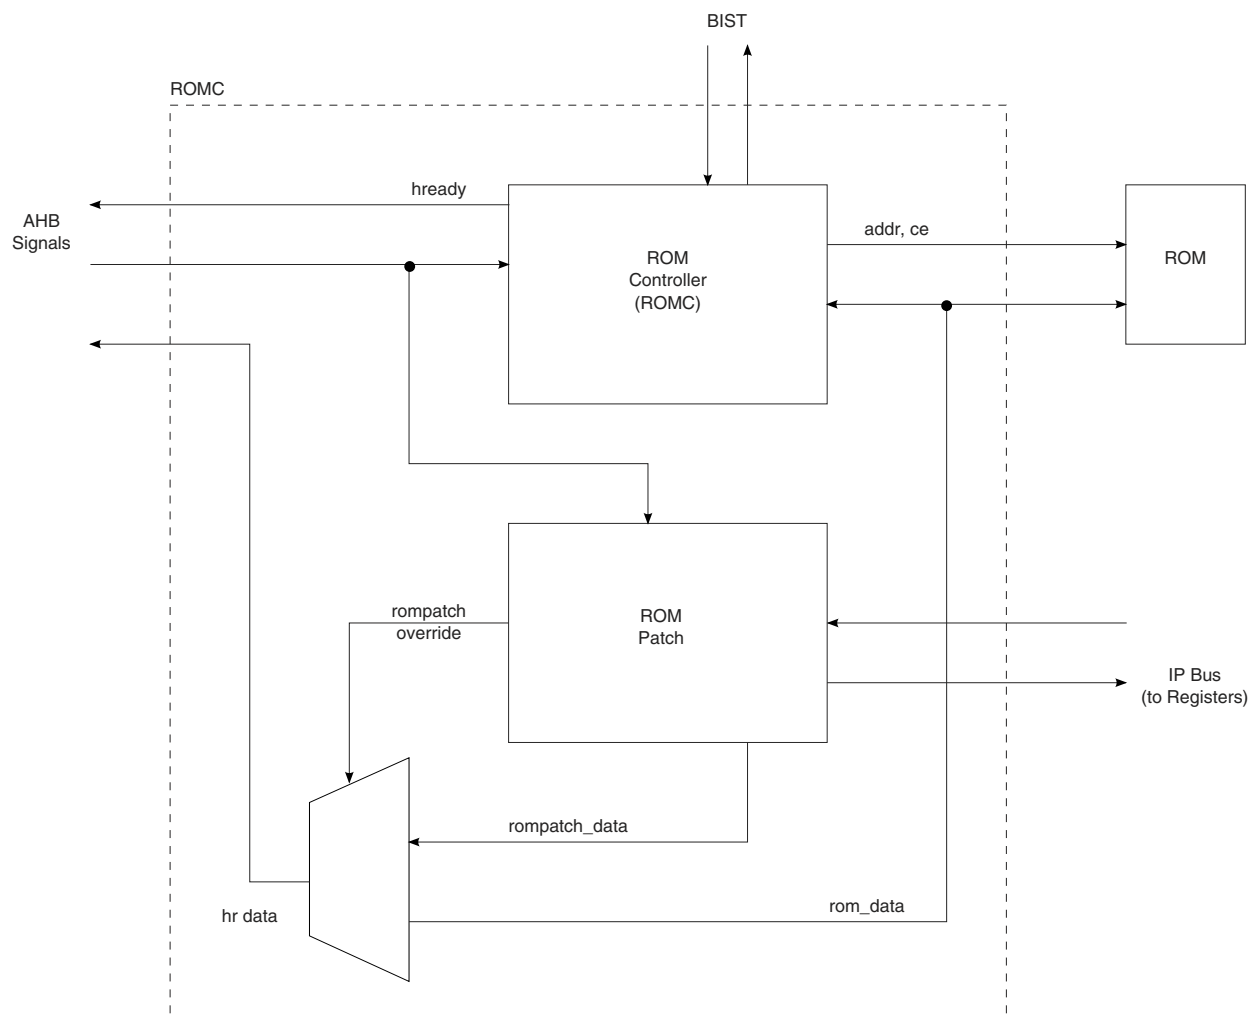 BIST
ROMC
hready
AHB
Signals
addr, ce
ROM
Controller
(ROMC)
ROM
rompatch
override
ROM
Patch
IP Bus
(to Registers)
rompatch_data
rom_data
hr data